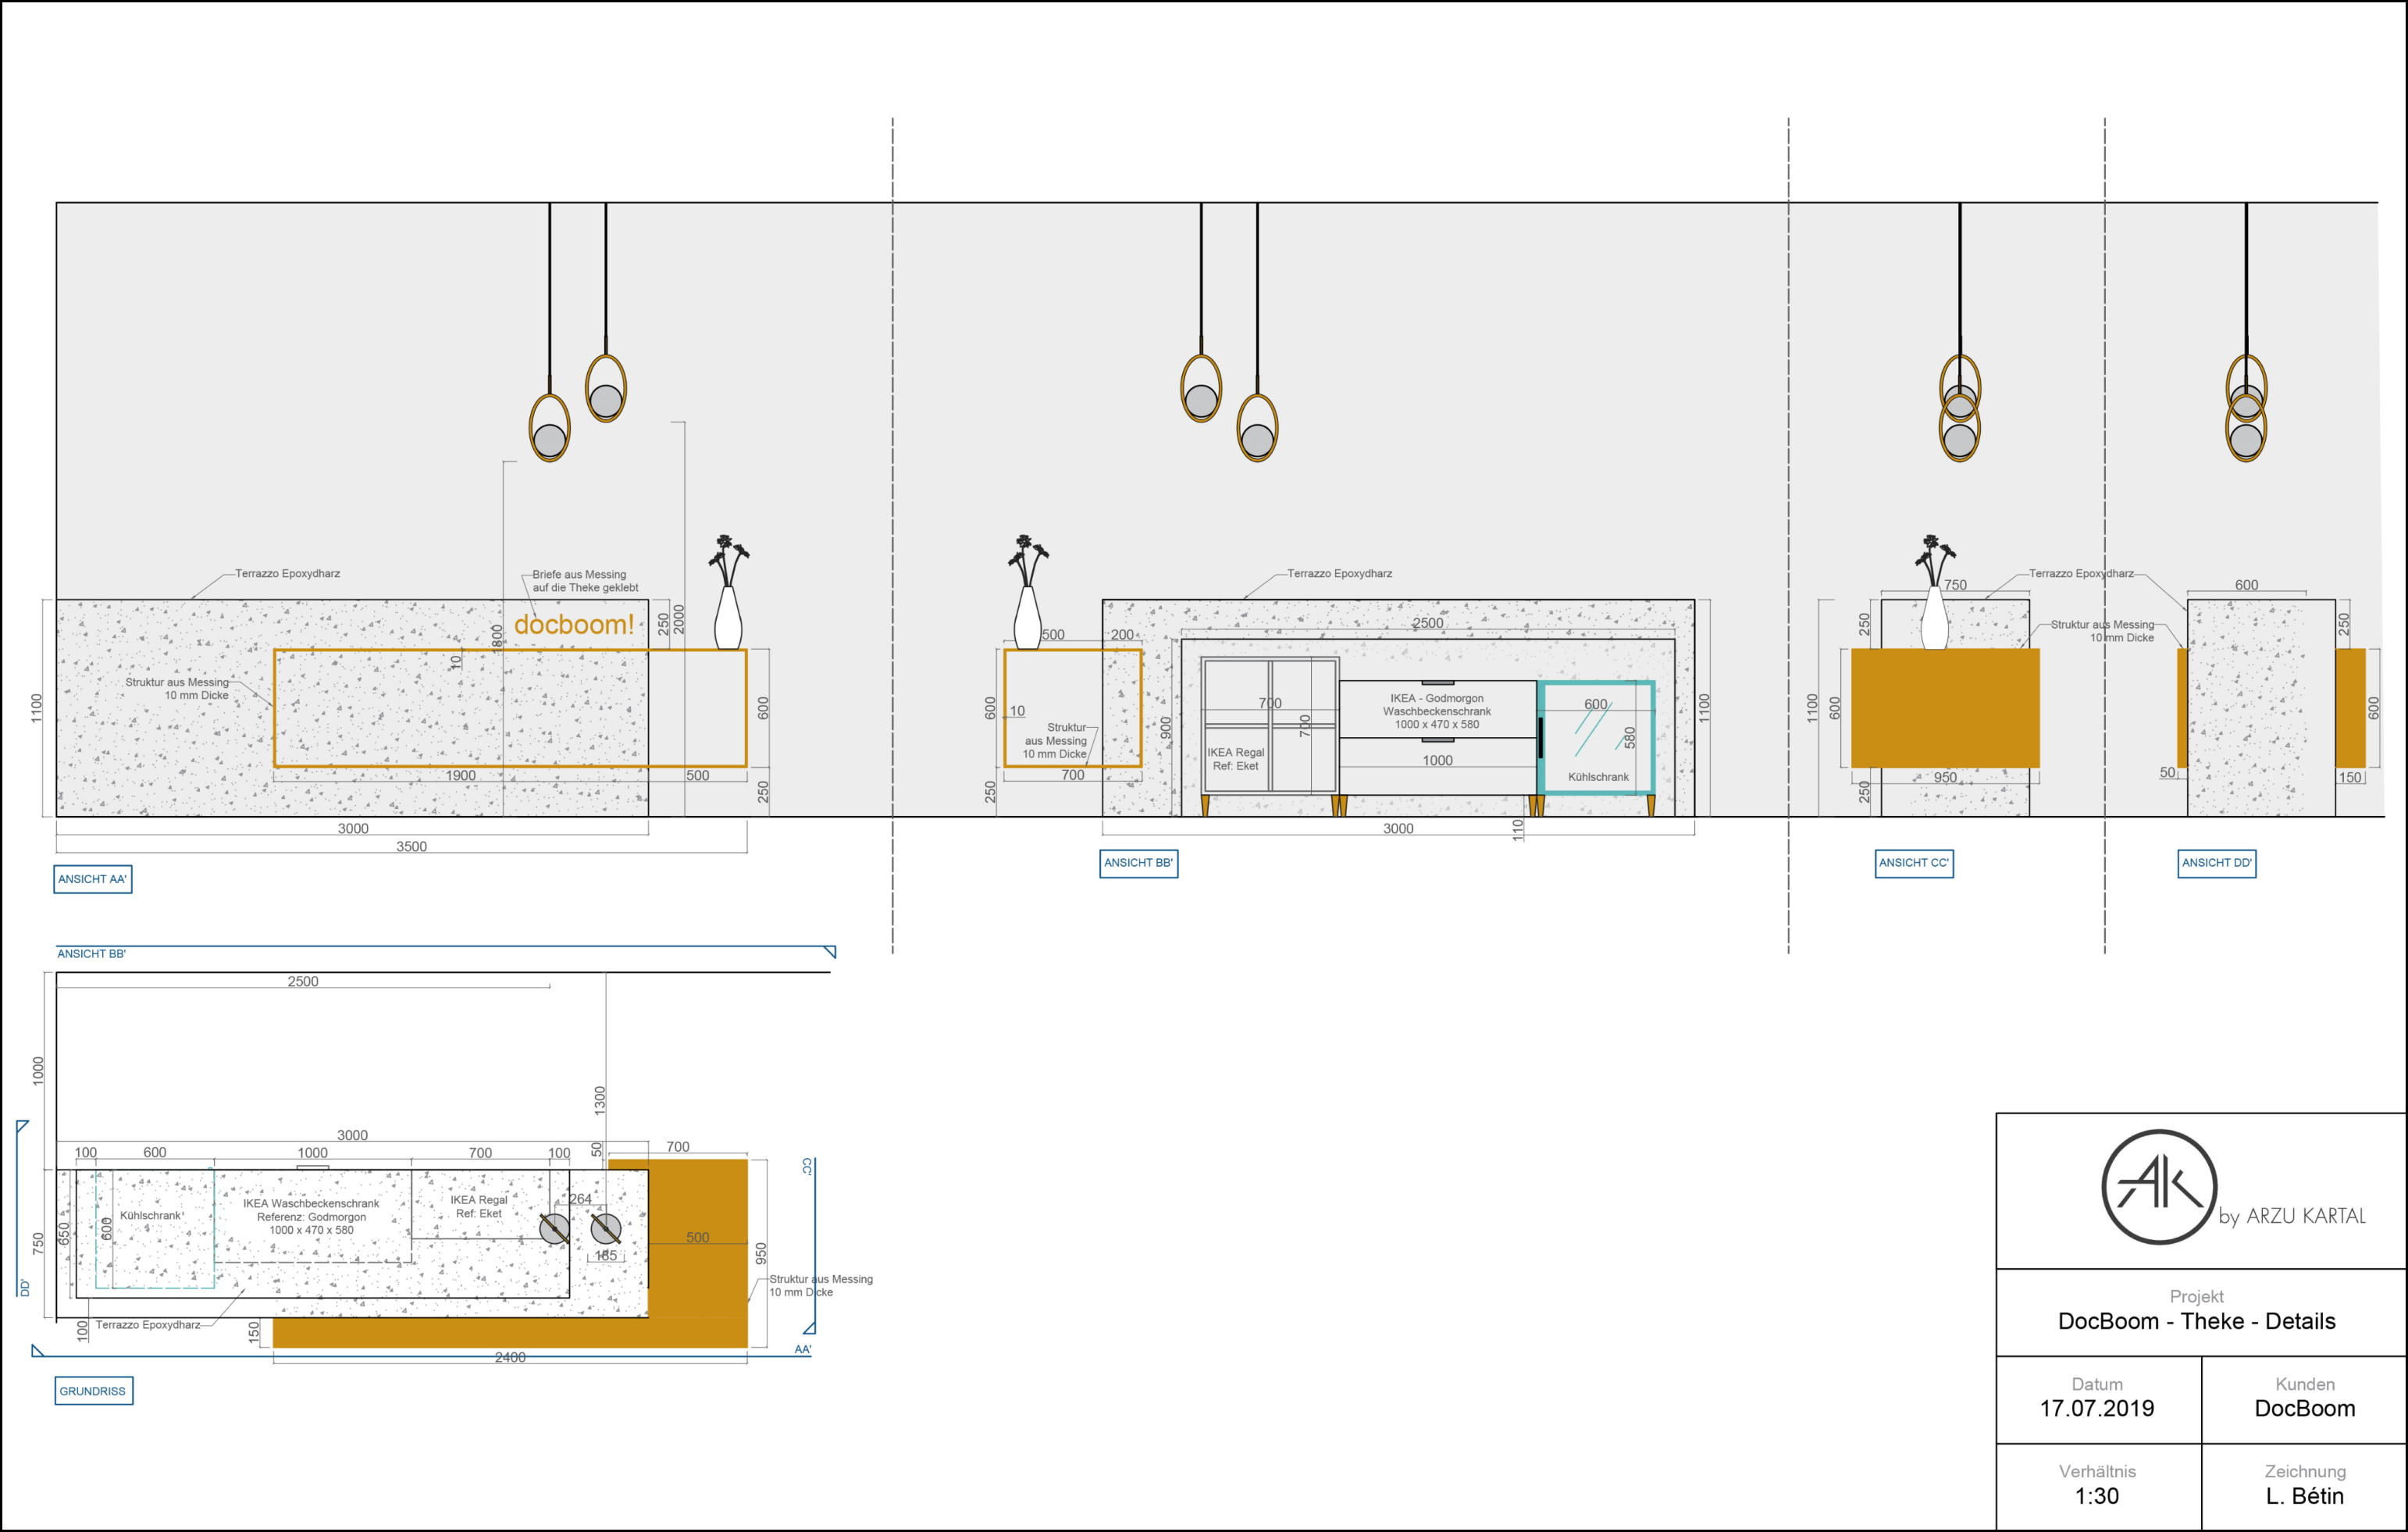 Terrazzo Epoxydharz
Briefe aus Messing
auf die Theke geklebt
docboom!
Struktur aus Messing
10 mm Dicke
1100
10
1800
250
2000
600
250
1900
500
3000
3500
ANSICHT AA'
Terrazzo Epoxydharz
500
200
2500
600
10
Struktur
aus Messing
10 mm Dicke
700
250
900
700
700
IKEA Regal
Ref: Eket
IKEA - Godmorgon
Waschbeckenschrank
1000 x 470 x 580
1000
600
580
Kühlschrank
1100
3000
110
ANSICHT BB'
Terrazzo Epoxydharz
750
250
Struktur aus Messing
10 mm Dicke
1100
600
950
250
ANSICHT CC'
600
250
600
50
150
ANSICHT DD'
ANSICHT BB'
2500
1000
1300
3000
100
600
1000
700
100
50
700
CC'
750
650
600
Kühlschrank
IKEA Waschbeckenschrank
Referenz: Godmorgon
1000 x 470 x 580
IKEA Regal
Ref: Eket
264
185
500
950
Struktur aus Messing
10 mm Dicke
DD'
100
Terrazzo Epoxydharz
150
2400
AA'
GRUNDRISS
AK
by ARZU KARTAL
Projekt
DocBoom - Theke - Details
Datum
17.07.2019
Kunden
DocBoom
Verhältnis
1:30
Zeichnung
L. Bétin